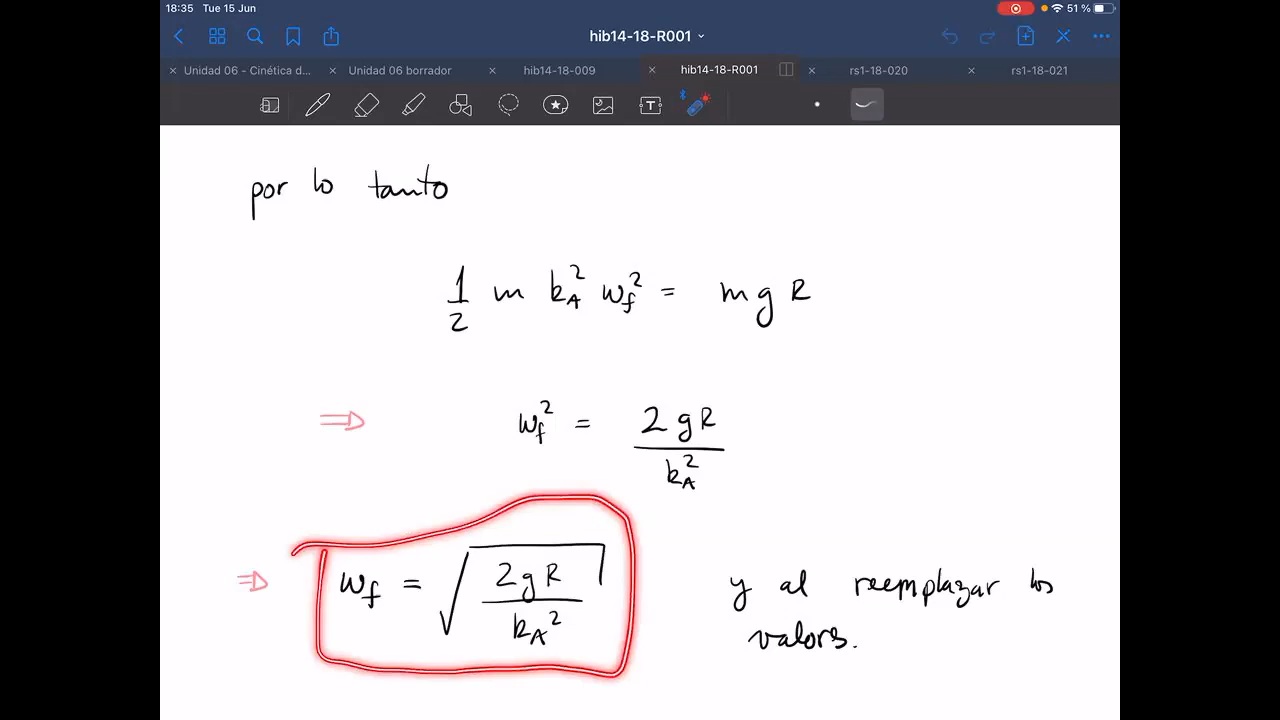 18:35 Tue 15 Jun 51 %
hib14-18-R001
Unidad 06 - Cinética d... Unidad 06 borrador hib14-18-009 hib14-18-R001 rs1-18-020 rs1-18-021
T
por lo tanto
1/2 m k_A^2 w_f^2 = m g R
⇒ w_f^2 = 2 g R / k_A^2
⇒ w_f = √(2 g R / k_A^2) y al reemplazar los
valors.